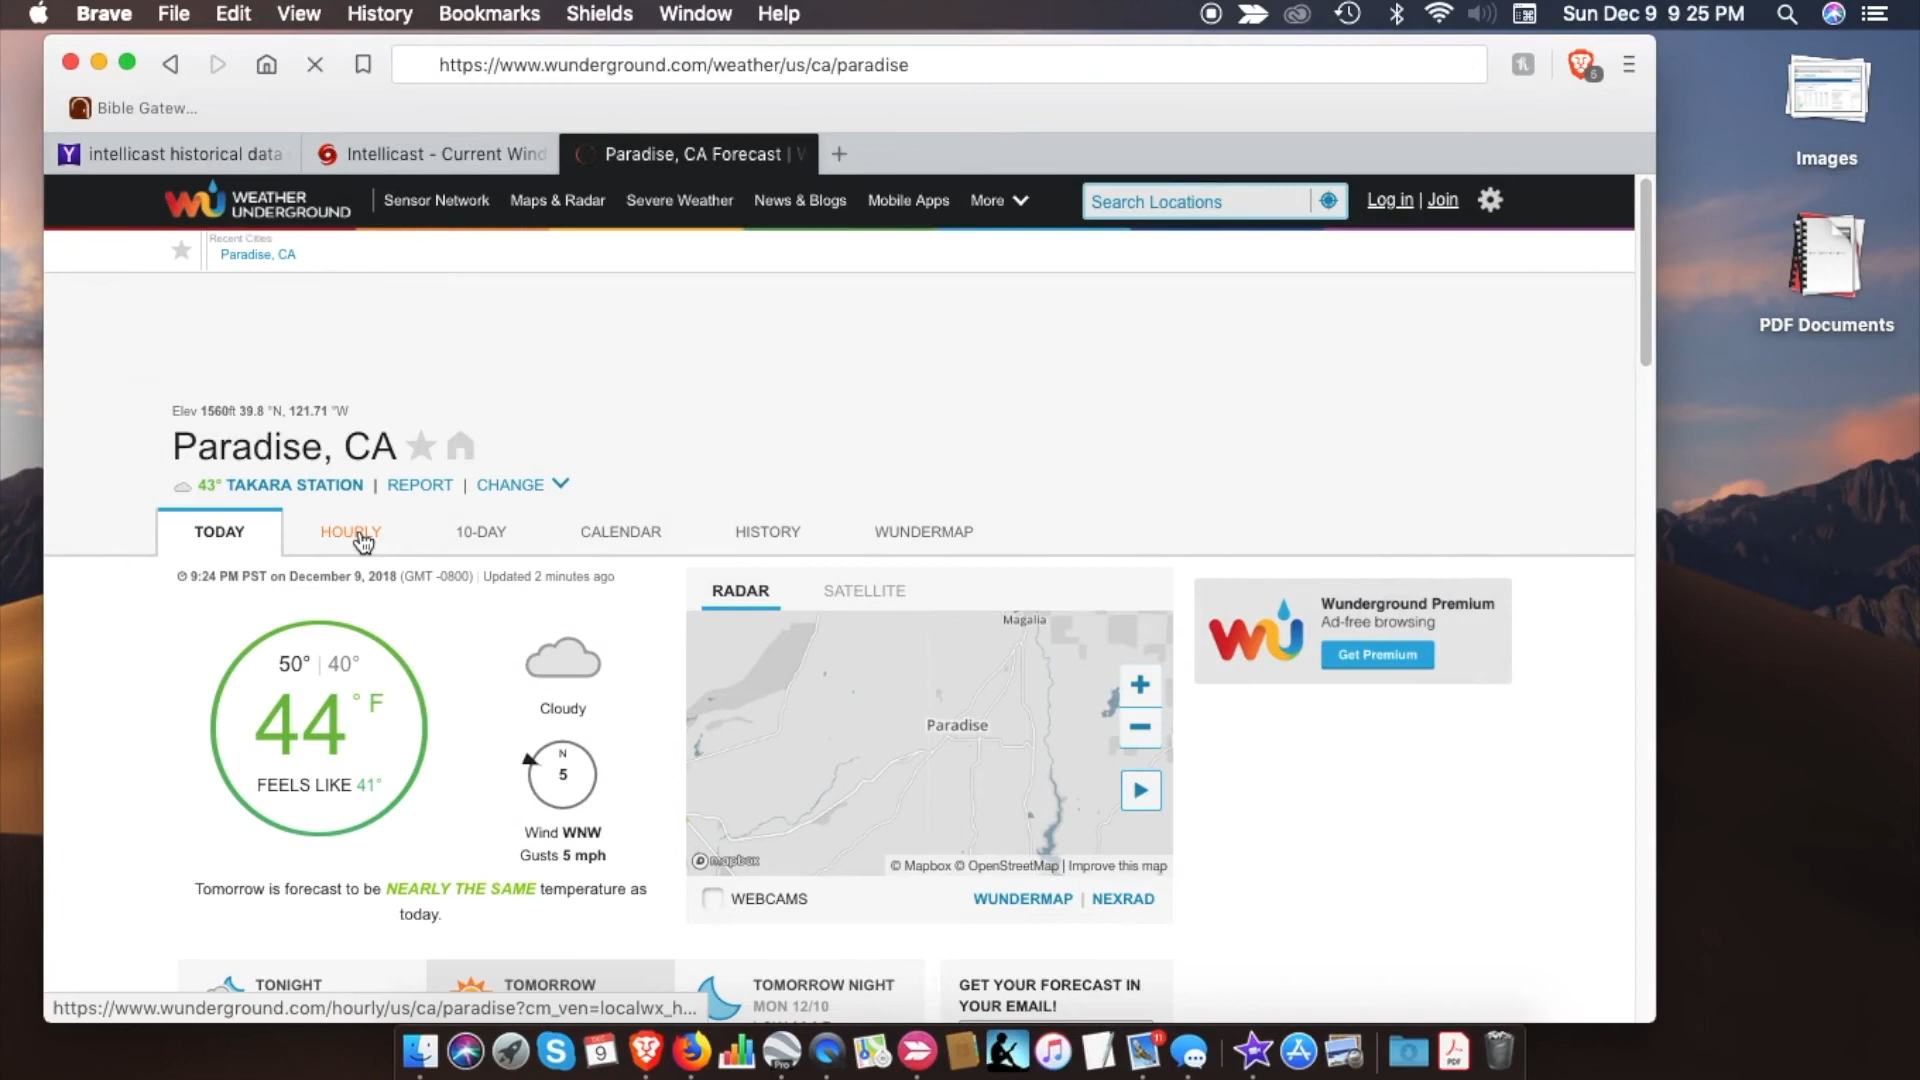 Brave File Edit View History Bookmarks Shields Window Help Sun Dec 9 9 25 PM
https://www.wunderground.com/weather/us/ca/paradise
6
Bible Gatew...
intellicast historical data
Intellicast - Current Wind
Paradise, CA Forecast | W
Images
PDF Documents
WEATHER
UNDERGROUND
Sensor Network Maps & Radar Severe Weather News & Blogs Mobile Apps More
Search Locations
Log in | Join
Recent Cities
Paradise, CA
Elev 1560ft 39.8 °N, 121.71 °W
Paradise, CA
43° TAKARA STATION | REPORT | CHANGE
TODAY HOURLY 10-DAY CALENDAR HISTORY WUNDERMAP
9:24 PM PST on December 9, 2018 (GMT -0800) | Updated 2 minutes ago
50° | 40°
44 ° F
FEELS LIKE 41°
Cloudy
N
5
Wind WNW
Gusts 5 mph
Tomorrow is forecast to be NEARLY THE SAME temperature as
today.
RADAR SATELLITE
Magalia
Paradise
mapbox
© Mapbox © OpenStreetMap | Improve this map
WEBCAMS
WUNDERMAP | NEXRAD
Wunderground Premium
Ad-free browsing
Get Premium
TONIGHT
TOMORROW
TOMORROW NIGHT
MON 12/10
GET YOUR FORECAST IN
YOUR EMAIL!
https://www.wunderground.com/hourly/us/ca/paradise?cm_ven=localwx_h...
DEC
9
Pro
11
PDF